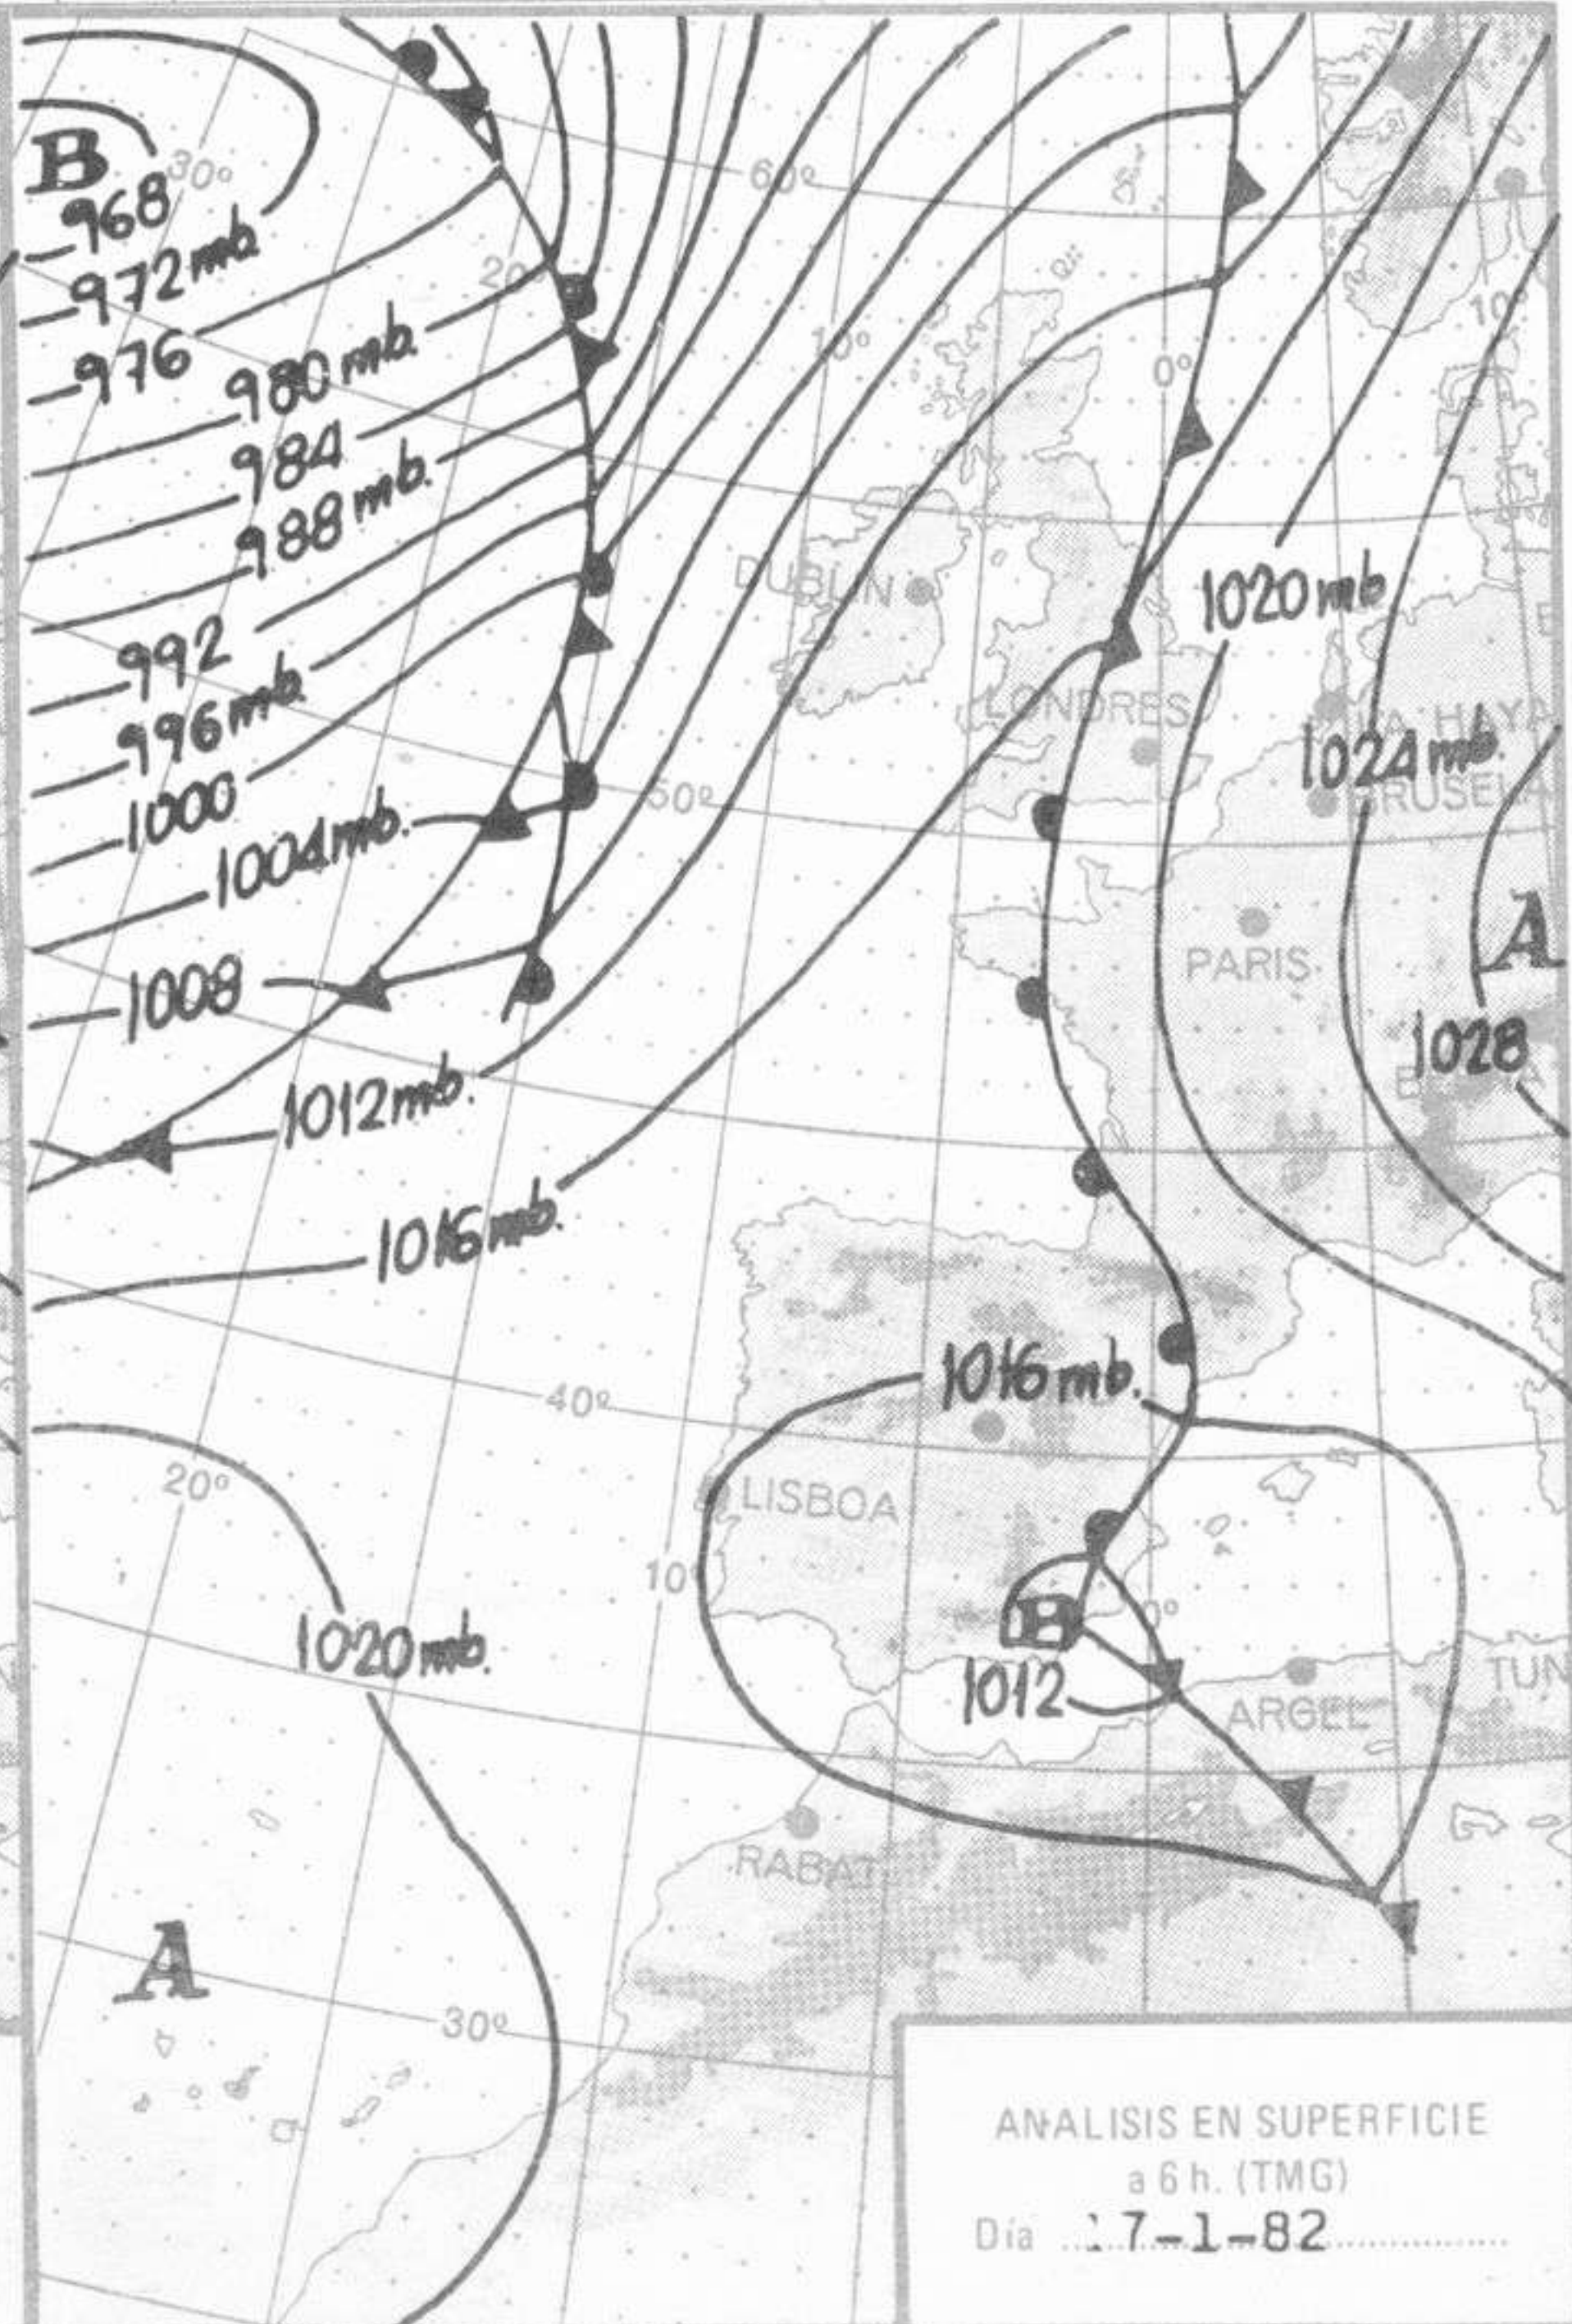 B
30º
60º
968
972 mb.
20
976
980 mb.
10º
10º
0º
984
988 mb.
DUBLIN
1020 mb
992
996 mb.
LONDRES
LA HAYA
1024 mb.
1000
50º
BRUSELA
1004 mb.
A
PARIS
1008
1028
1012 mb.
1016 mb.
1016 mb.
40º
20º
LISBOA
10º
0º
B
1020 mb.
1012
TUN
ARGEL
RABAT
A
30º
ANALISIS EN SUPERFICIE
a 6 h. (TMG)
Día 17-1-82